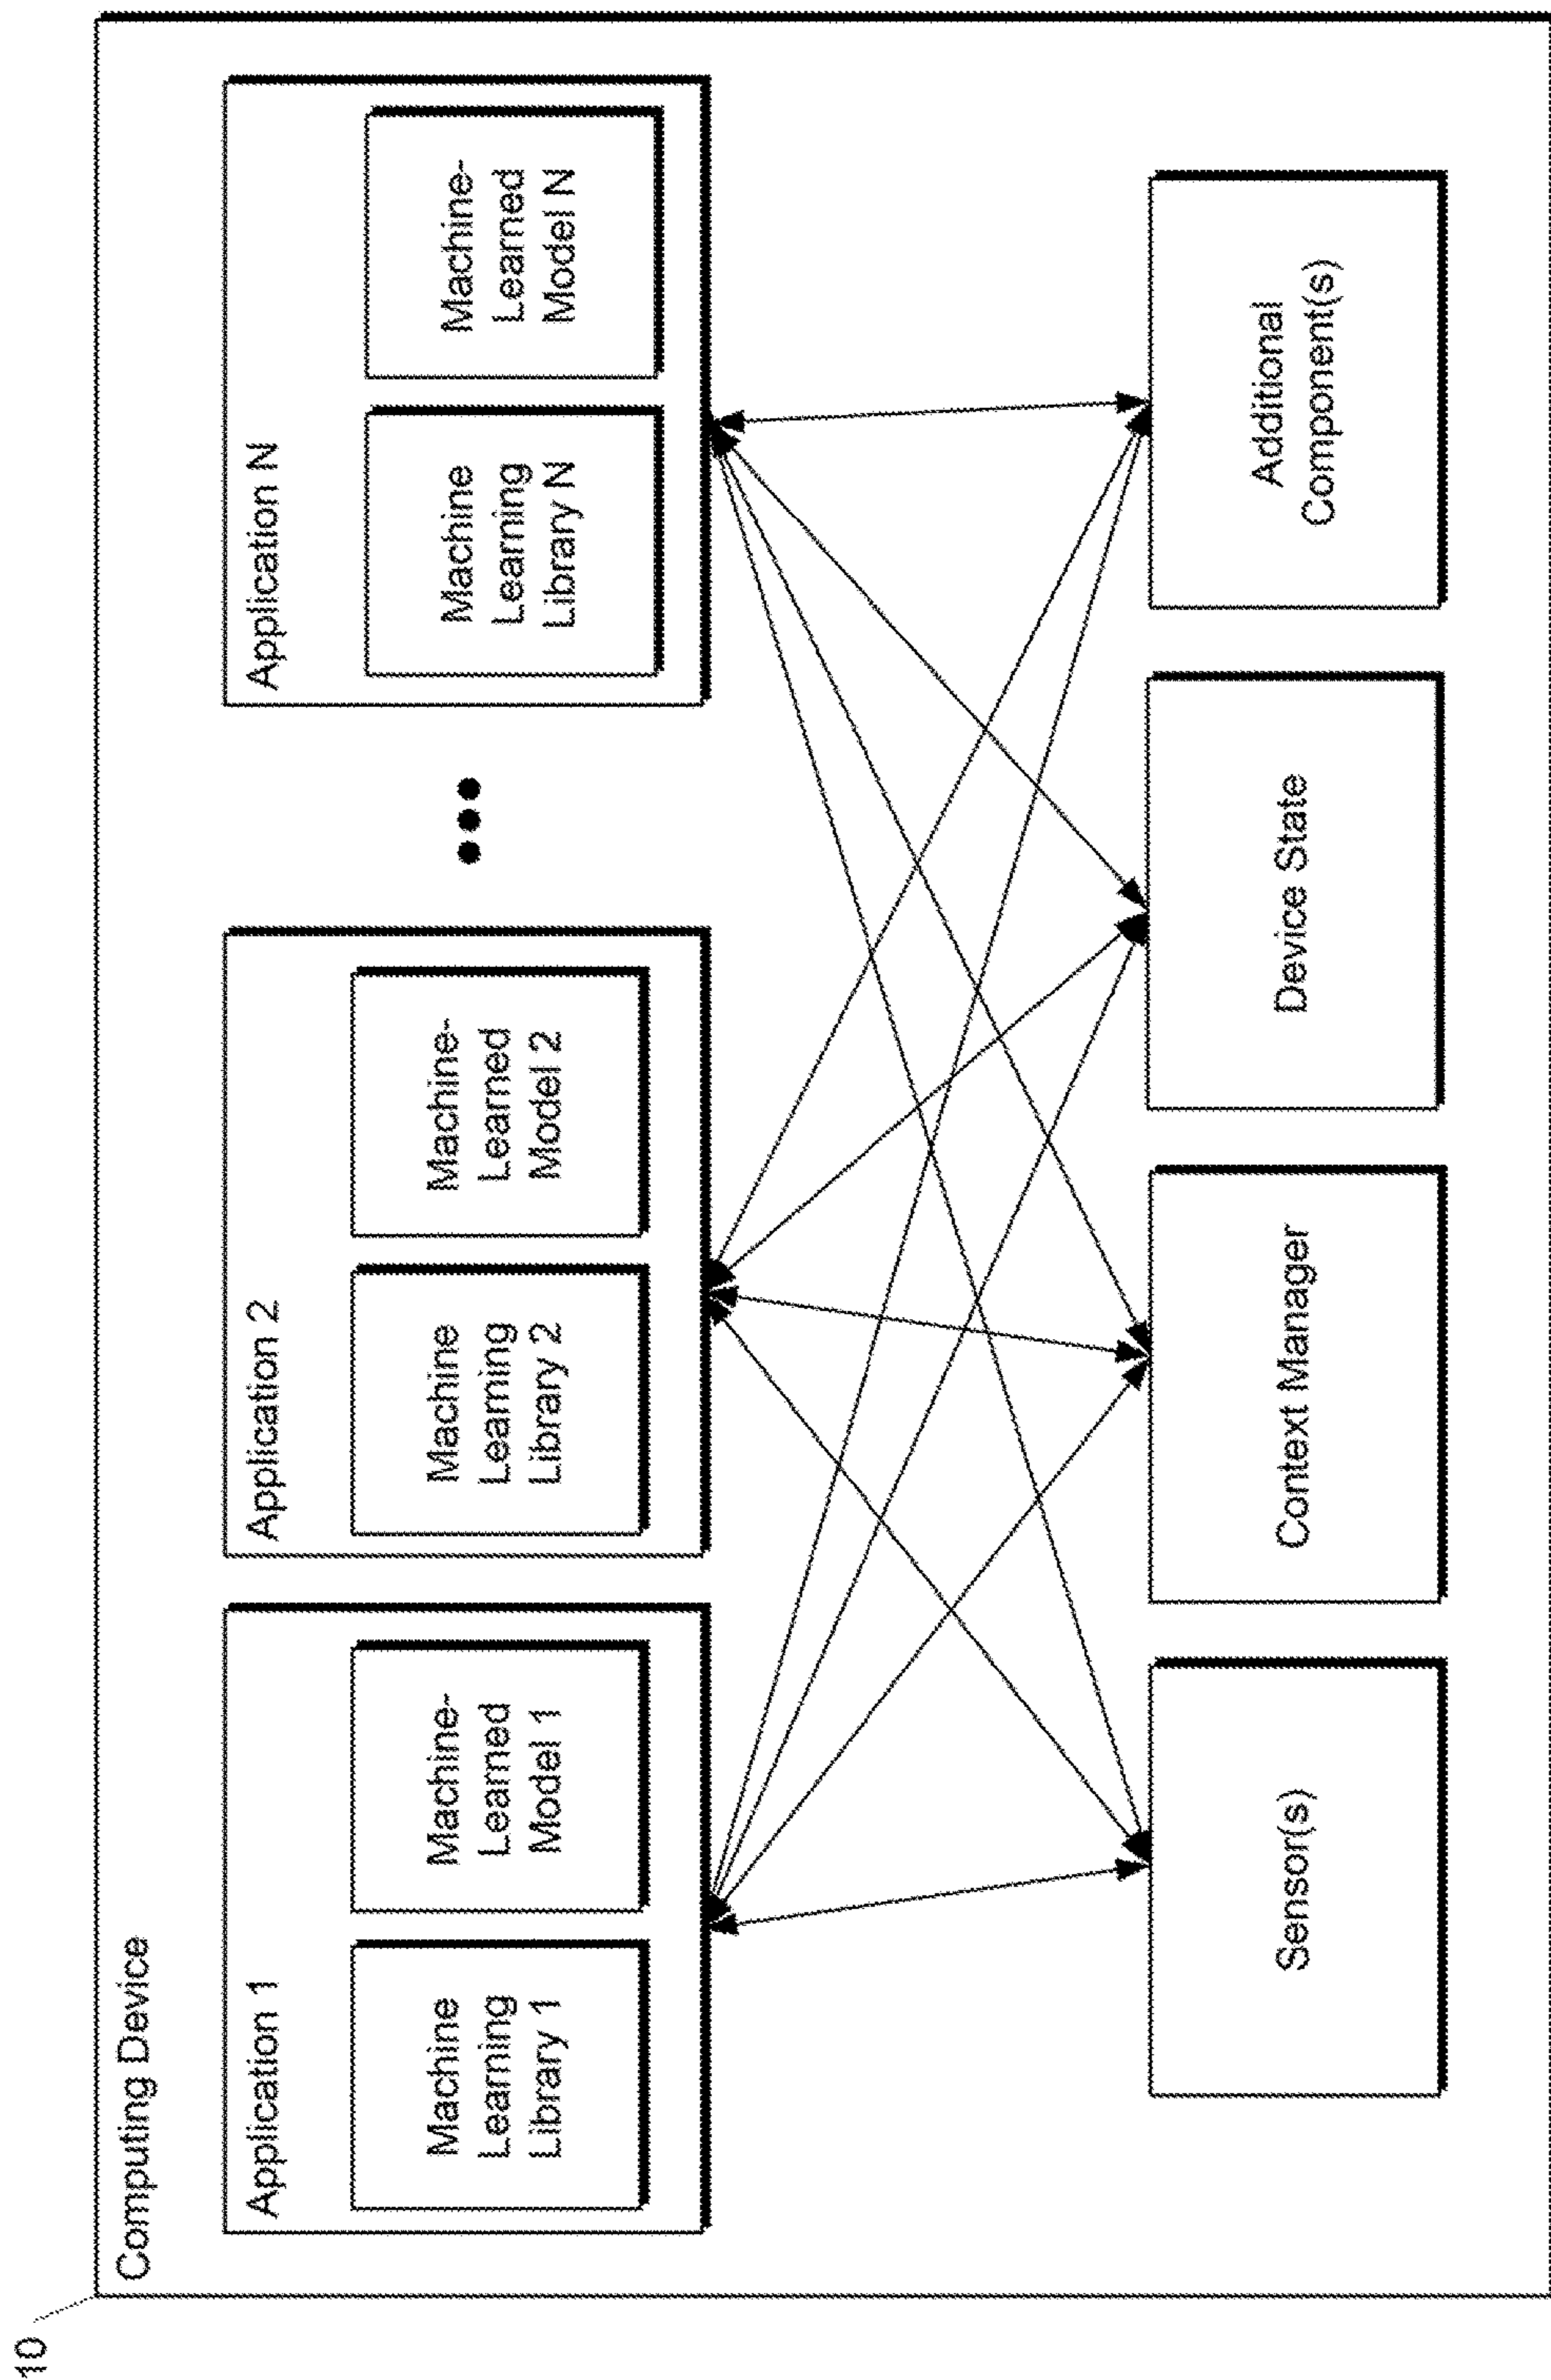 10
Computing Device
Application 1
Machine
Learning
Library 1
Machine-
Learned
Model 1
Application 2
Machine
Learning
Library 2
Machine-
Learned
Model 2
Application N
Machine
Learning
Library N
Machine-
Learned
Model N
Sensor(s)
Context Manager
Device State
Additional
Component(s)